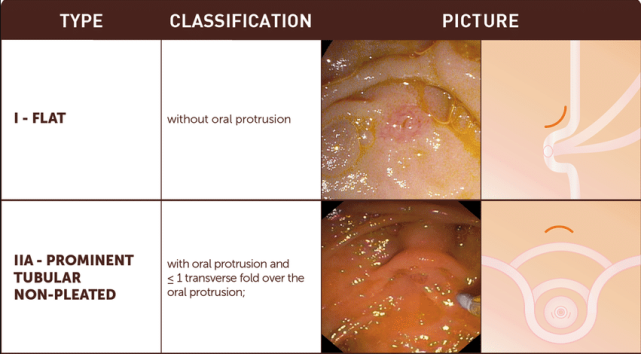 TYPE CLASSIFICATION PICTURE
I - FLAT
without oral protrusion
IIA - PROMINENT
TUBULAR
NON-PLEATED
with oral protrusion and
≤ 1 transverse fold over the
oral protrusion;